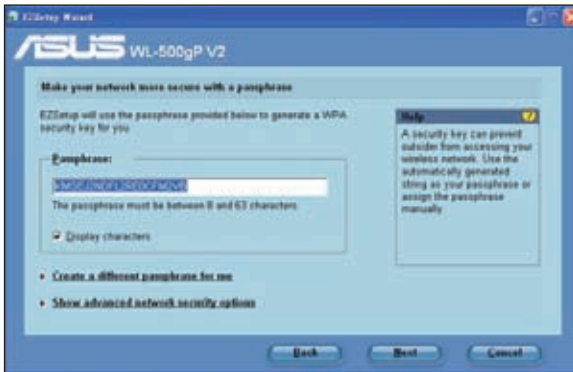 EZSetup Wizard
ASUS WL-500gP V2
Make your network more secure with a passphrase
EZSetup will use the passphrase provided below to generate a WPA
security key for you
Passphrase:
The passphrase must be between 8 and 63 characters
Display characters
Create a different passphrase for me
Show advanced network security options
Help
A security key can prevent
outsider from accessing your
wireless network. Use the
automatically generated
string as your passphrase or
assign the passphrase
manually.
Back
Next
Cancel